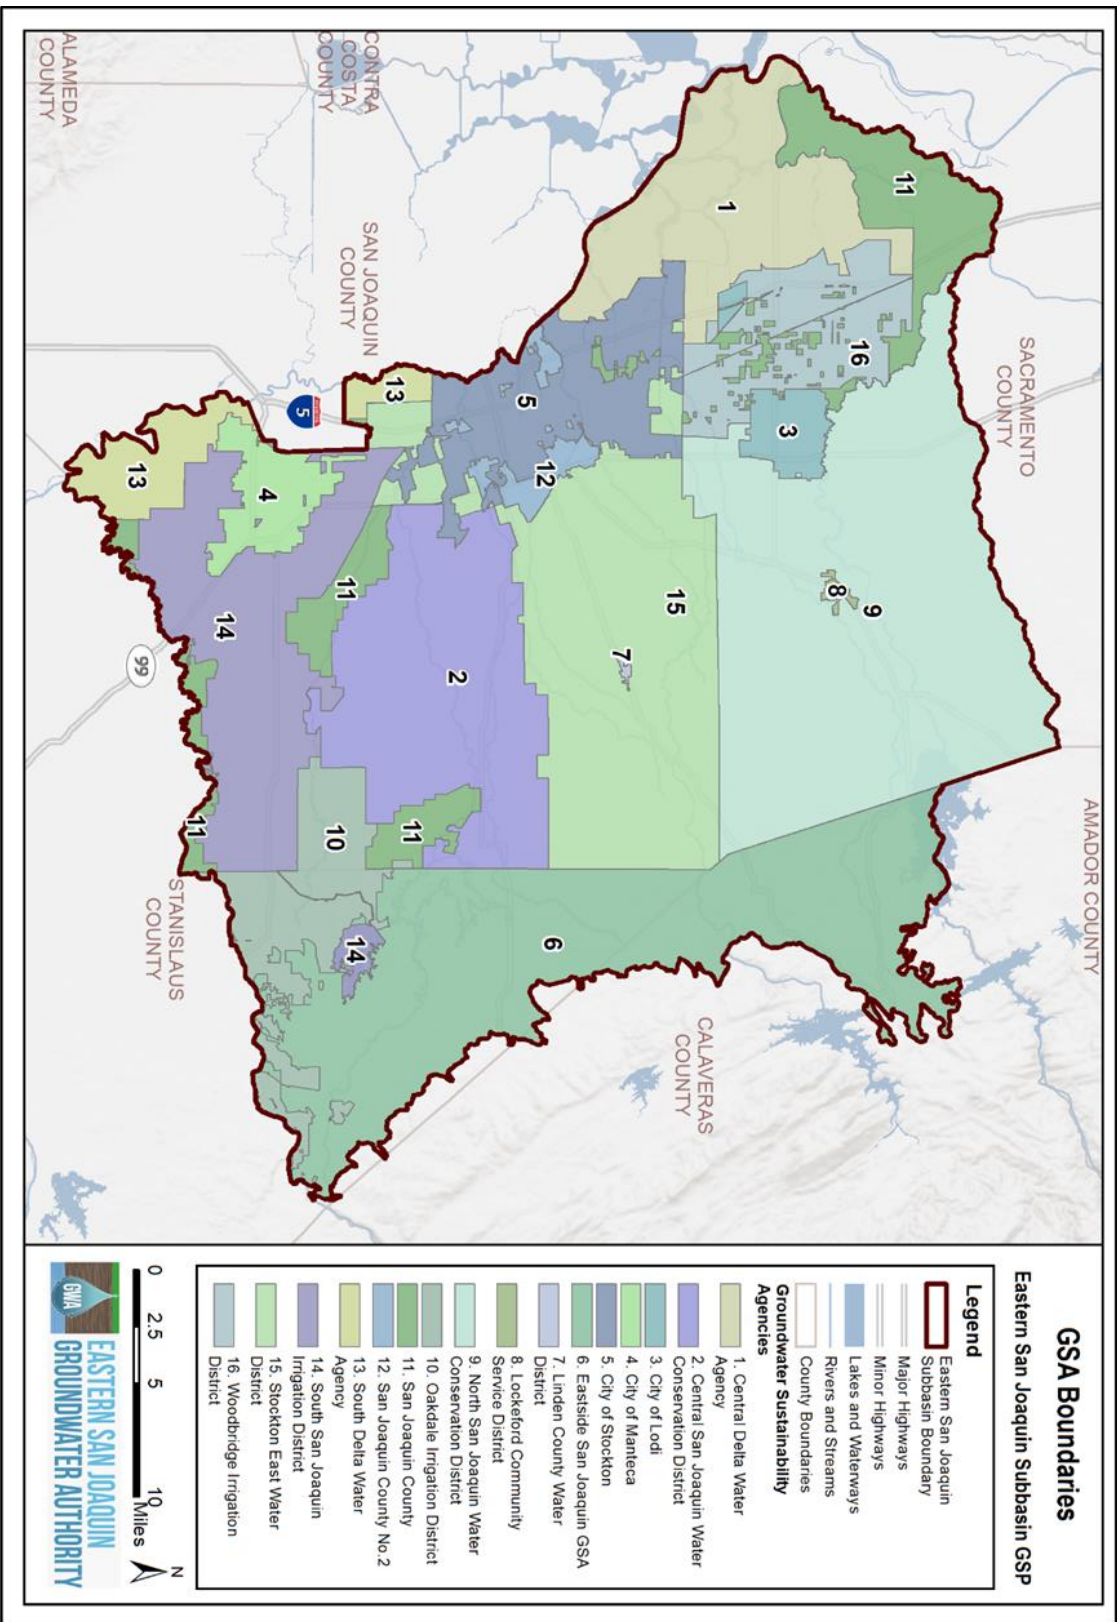 GSA Boundaries
Eastern San Joaquin Subbasin GSP
Legend
Eastern San Joaquin
Subbasin Boundary
Major Highways
Minor Highways
Lakes and Waterways
Rivers and Streams
County Boundaries
Groundwater Sustainability
Agencies
1. Central Delta Water
Agency
2. Central San Joaquin Water
Conservation District
3. City of Lodi
4. City of Manteca
5. City of Stockton
6. Eastside San Joaquin GSA
7. Linden County Water
District
8. Lockeford Community
Service District
9. North San Joaquin Water
Conservation District
10. Oakdale Irrigation District
11. San Joaquin County
12. San Joaquin County No.2
13. South Delta Water
Agency
14. South San Joaquin
Irrigation District
15. Stockton East Water
District
16. Woodbridge Irrigation
District
0 2.5 5 10
Miles
N
GWA
EASTERN SAN JOAQUIN
GROUNDWATER AUTHORITY
SACRAMENTO
COUNTY
AMADOR COUNTY
CALAVERAS
COUNTY
STANISLAUS
COUNTY
SAN JOAQUIN
COUNTY
CONTRA
COSTA
COUNTY
ALAMEDA
COUNTY
11
1
16
3
8
9
15
7
12
5
13
2
6
11
11
4
13
14
10
14
11
5
99